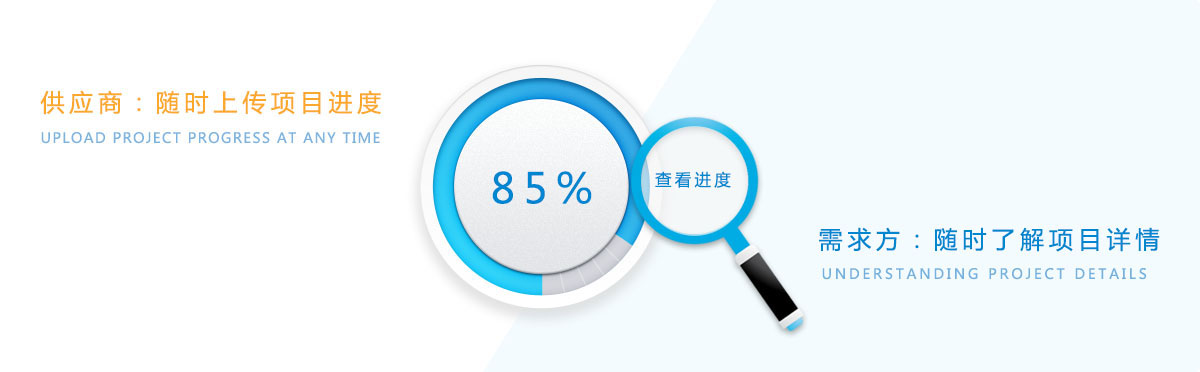 供应商：随时上传项目进度
UPLOAD PROJECT PROGRESS AT ANY TIME
85%
查看进度
需求方：随时了解项目详情
UNDERSTANDING PROJECT DETAILS